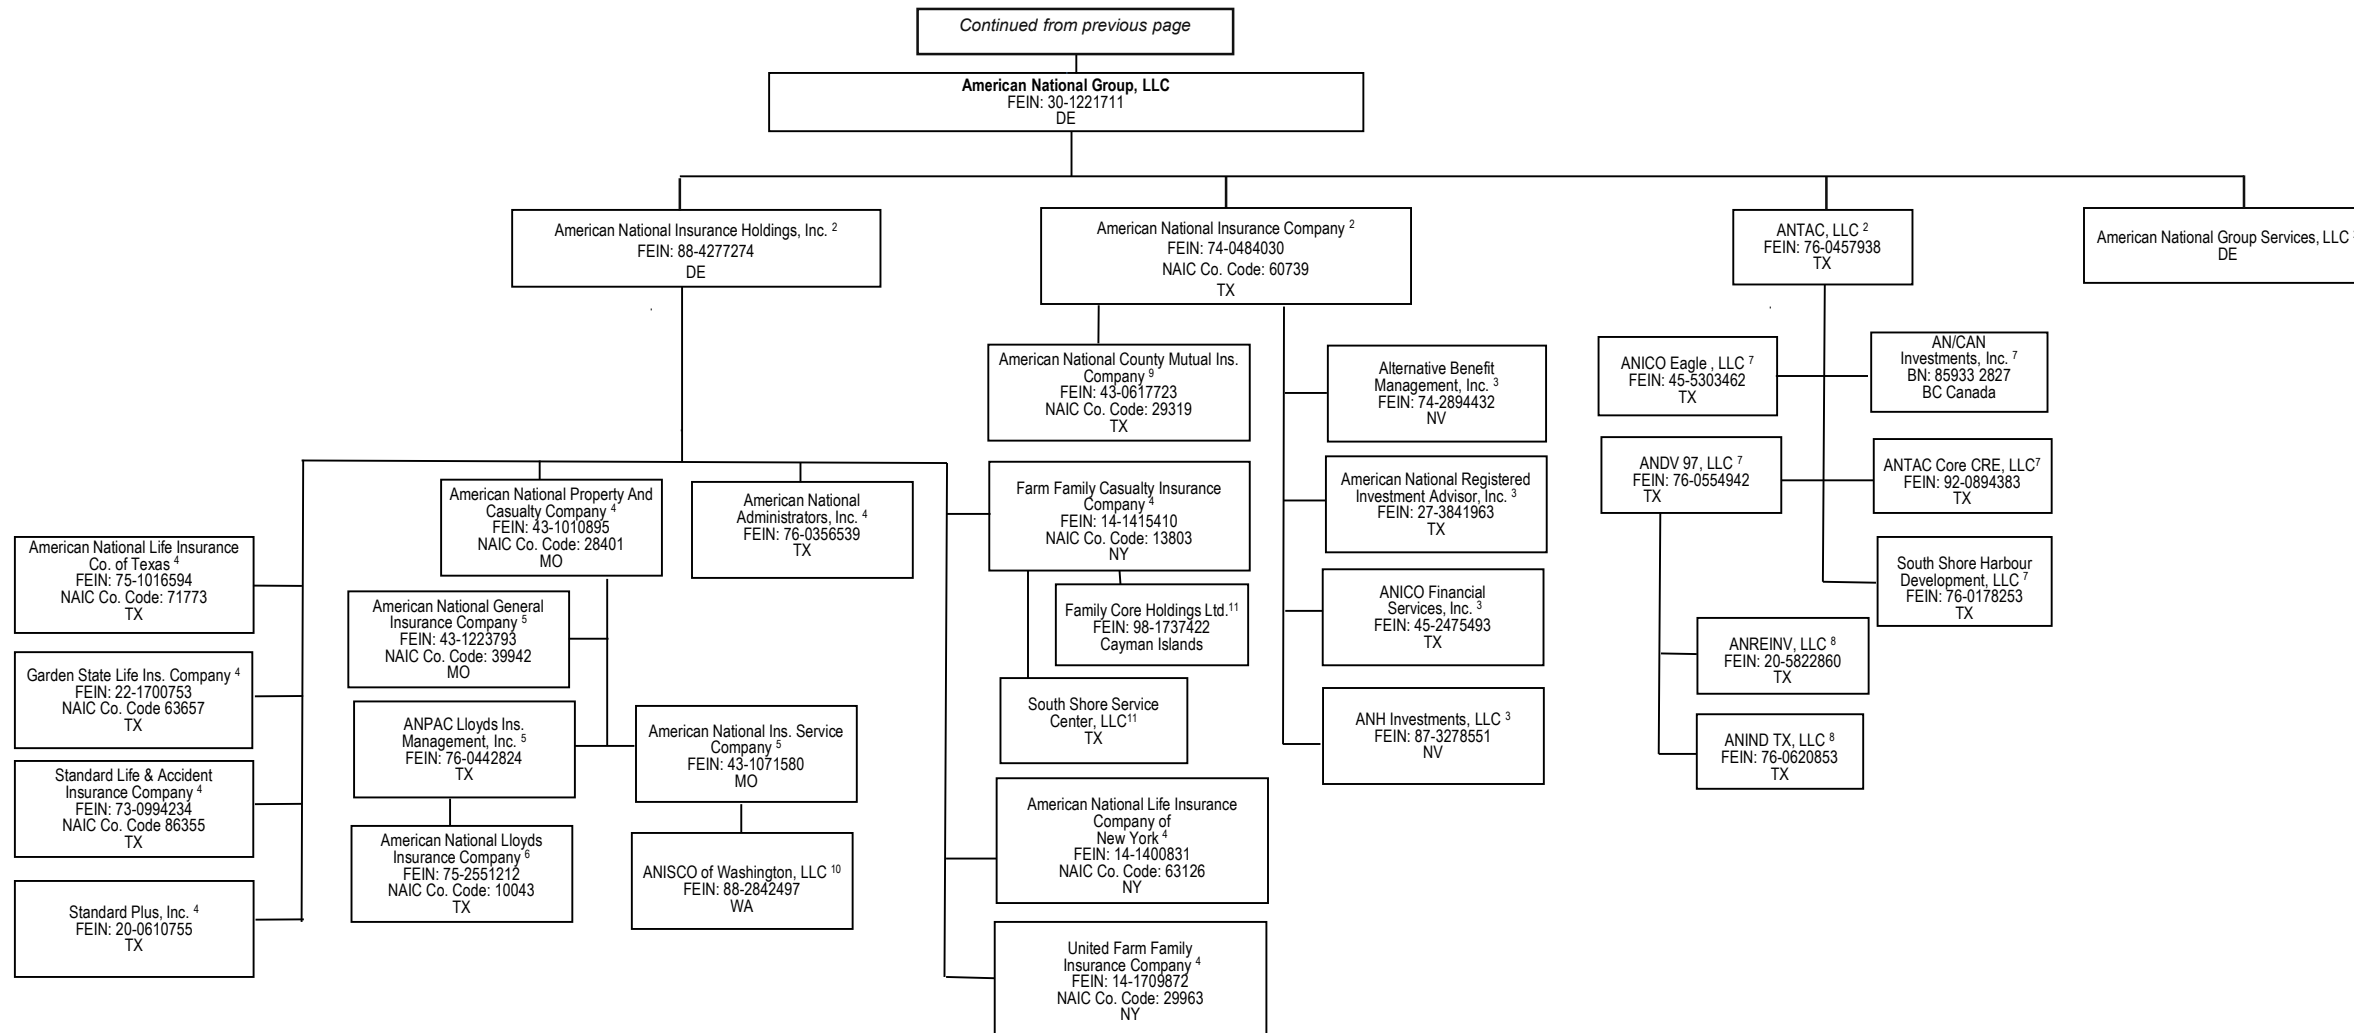 Continued from previous page
American National Group, LLC
FEIN: 30-1221711
DE
American National Insurance Holdings, Inc. 2
FEIN: 88-4277274
DE
American National Insurance Company 2
FEIN: 74-0484030
NAIC Co. Code: 60739
TX
ANTAC, LLC 2
FEIN: 76-0457938
TX
American National Group Services, LLC
DE
American National County Mutual Ins.
Company 9
FEIN: 43-0617723
NAIC Co. Code: 29319
TX
Alternative Benefit
Management, Inc. 3
FEIN: 74-2894432
NV
ANICO Eagle , LLC 7
FEIN: 45-5303462
TX
AN/CAN
Investments, Inc. 7
BN: 85933 2827
BC Canada
American National Property And
Casualty Company 4
FEIN: 43-1010895
NAIC Co. Code: 28401
MO
American National
Administrators, Inc. 4
FEIN: 76-0356539
TX
Farm Family Casualty Insurance
Company 4
FEIN: 14-1415410
NAIC Co. Code: 13803
NY
American National Registered
Investment Advisor, Inc. 3
FEIN: 27-3841963
TX
ANDV 97, LLC 7
FEIN: 76-0554942
TX
ANTAC Core CRE, LLC7
FEIN: 92-0894383
TX
American National Life Insurance
Co. of Texas 4
FEIN: 75-1016594
NAIC Co. Code: 71773
TX
American National General
Insurance Company 5
FEIN: 43-1223793
NAIC Co. Code: 39942
MO
Family Core Holdings Ltd.11
FEIN: 98-1737422
Cayman Islands
ANICO Financial
Services, Inc. 3
FEIN: 45-2475493
TX
South Shore Harbour
Development, LLC 7
FEIN: 76-0178253
TX
Garden State Life Ins. Company 4
FEIN: 22-1700753
NAIC Co. Code 63657
TX
ANREINV, LLC 8
FEIN: 20-5822860
TX
ANPAC Lloyds Ins.
Management, Inc. 5
FEIN: 76-0442824
TX
American National Ins. Service
Company 5
FEIN: 43-1071580
MO
South Shore Service
Center, LLC11
TX
ANH Investments, LLC 3
FEIN: 87-3278551
NV
ANIND TX, LLC 8
FEIN: 76-0620853
TX
Standard Life & Accident
Insurance Company 4
FEIN: 73-0994234
NAIC Co. Code 86355
TX
American National Lloyds
Insurance Company 6
FEIN: 75-2551212
NAIC Co. Code: 10043
TX
ANISCO of Washington, LLC 10
FEIN: 88-2842497
WA
American National Life Insurance
Company of
New York 4
FEIN: 14-1400831
NAIC Co. Code: 63126
NY
Standard Plus, Inc. 4
FEIN: 20-0610755
TX
United Farm Family
Insurance Company 4
FEIN: 14-1709872
NAIC Co. Code: 29963
NY